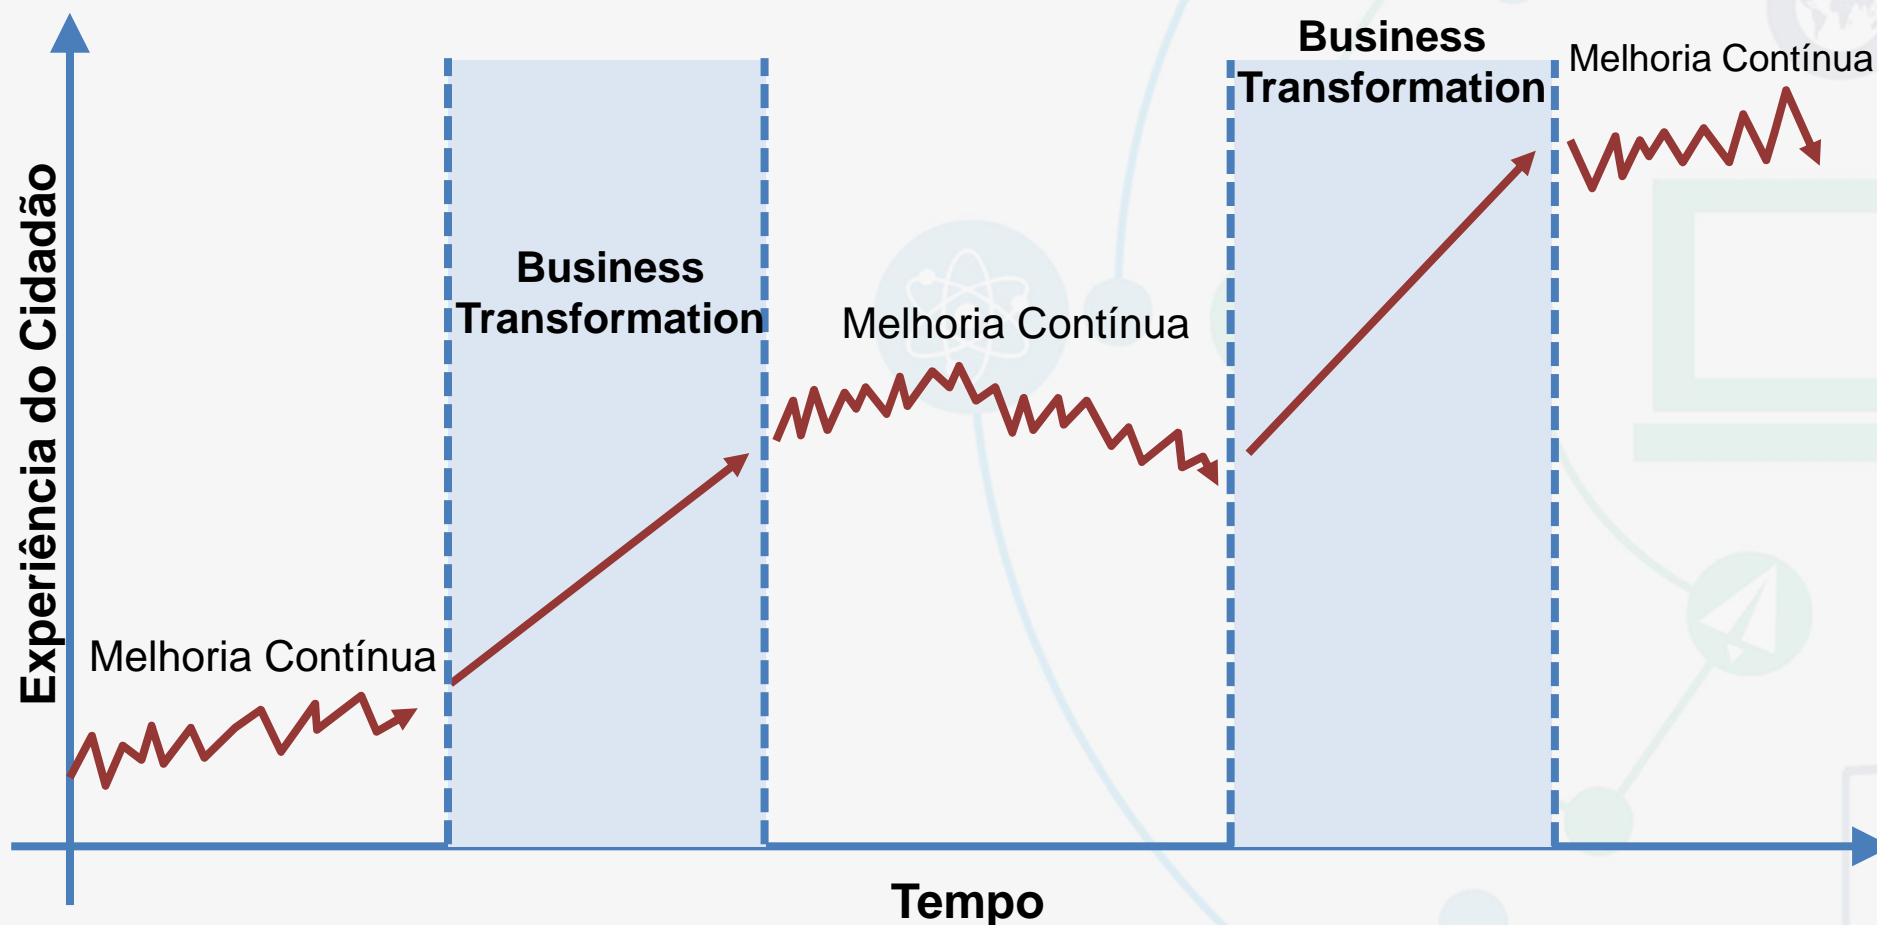 Business
Transformation
Melhoria Contínua
Business
Transformation
Melhoria Contínua
Melhoria Contínua
Experiência do Cidadão
Tempo